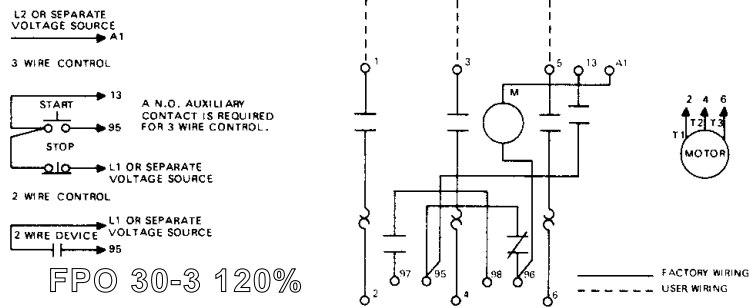 L2 OR SEPARATE
VOLTAGE SOURCE
A1
3 WIRE CONTROL
13
START
95
A N.O. AUXILIARY
CONTACT IS REQUIRED
FOR 3 WIRE CONTROL.
STOP
L1 OR SEPARATE
VOLTAGE SOURCE
2 WIRE CONTROL
L1 OR SEPARATE
VOLTAGE SOURCE
2 WIRE DEVICE
95
FPO 30-3 120%
1
3
5
13
A1
M
97
95
98
96
2
4
6
2 4 6
T1
T2
T3
MOTOR
FACTORY WIRING
USER WIRING